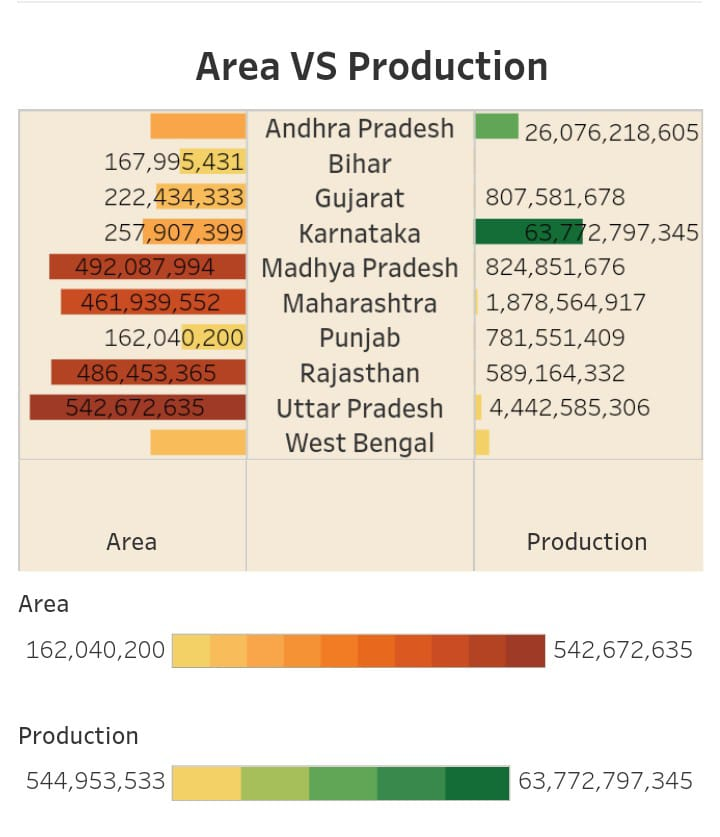 Area VS Production
Andhra Pradesh 26,076,218,605
167,995,431 Bihar
222,434,333 Gujarat 807,581,678
257,907,399 Karnataka 63,772,797,345
492,087,994 Madhya Pradesh 824,851,676
461,939,552 Maharashtra 1,878,564,917
162,040,200 Punjab 781,551,409
486,453,365 Rajasthan 589,164,332
542,672,635 Uttar Pradesh 4,442,585,306
West Bengal
Area Production
Area
162,040,200 542,672,635
Production
544,953,533 63,772,797,345